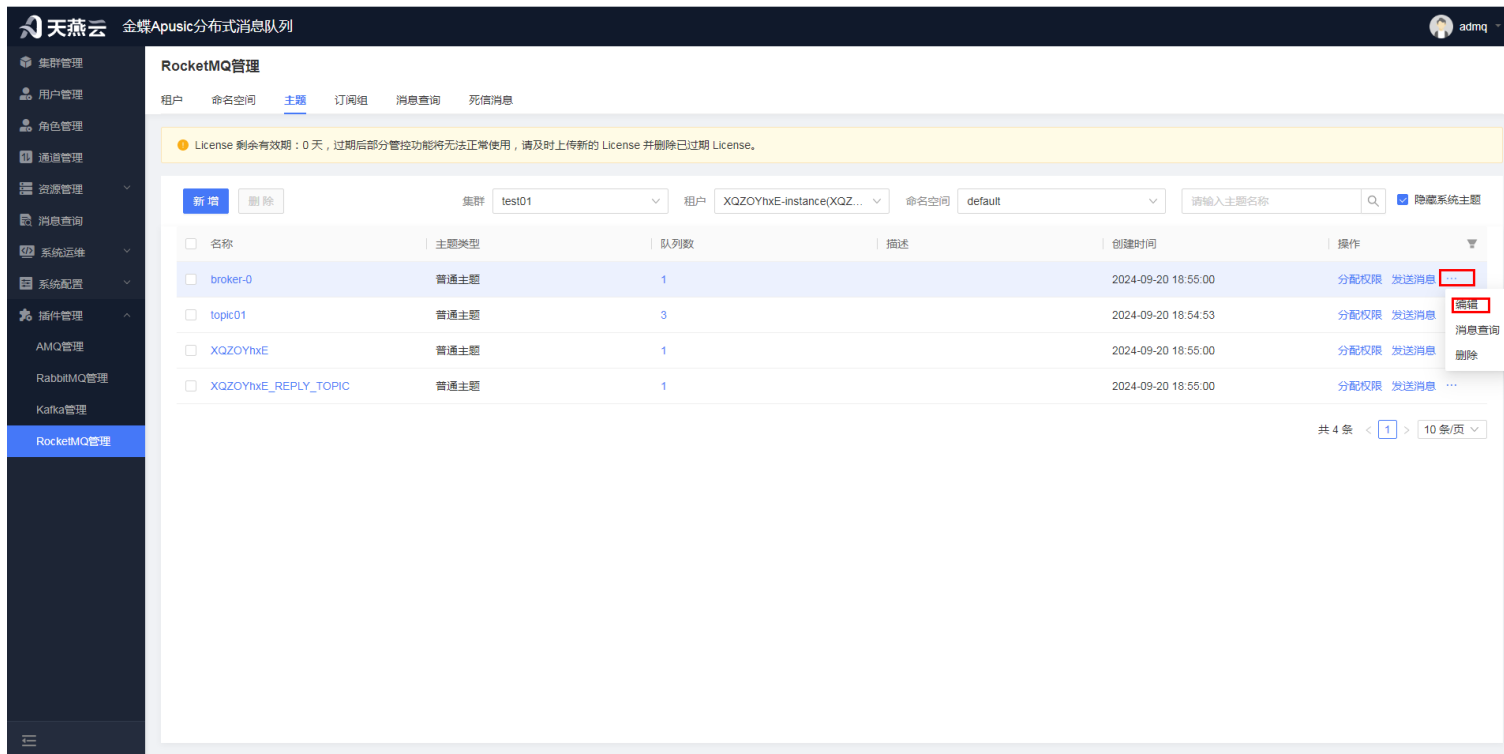 天燕云 金蝶Apusic分布式消息队列 admq
集群管理
用户管理
角色管理
通道管理
资源管理
消息查询
系统运维
系统配置
插件管理
AMQ管理
RabbitMQ管理
Kafka管理
RocketMQ管理
RocketMQ管理
租户 命名空间 主题 订阅组 消息查询 死信消息
License 剩余有效期：0 天，过期后部分管控功能将无法正常使用，请及时上传新的 License 并删除已过期 License。
新 增 删 除 集群 test01 租户 XQZOYhxE-instance(XQZ... 命名空间 default 请输入主题名称 隐藏系统主题
名称 主题类型 队列数 描述 创建时间 操作
broker-0 普通主题 1 2024-09-20 18:55:00 分配权限 发送消息 ···
topic01 普通主题 3 2024-09-20 18:54:53 分配权限 发送消息
XQZOYhxE 普通主题 1 2024-09-20 18:55:00 分配权限 发送消息
XQZOYhxE_REPLY_TOPIC 普通主题 1 2024-09-20 18:55:00 分配权限 发送消息 ···
编辑
消息查询
删除
共 4 条 < 1 > 10 条/页